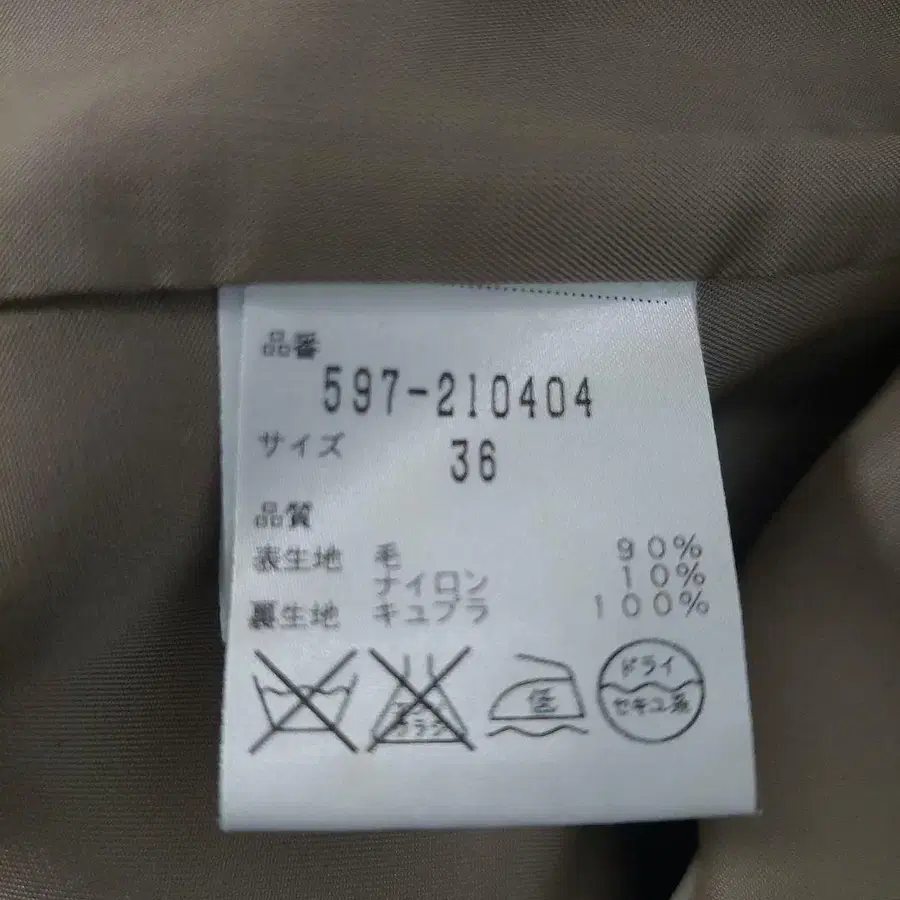 品番
597-210404
サイズ 36
品質
表生地 毛 90%
ナイロン 10%
裏生地 キュプラ 100%
低
ドライ
セキユ系